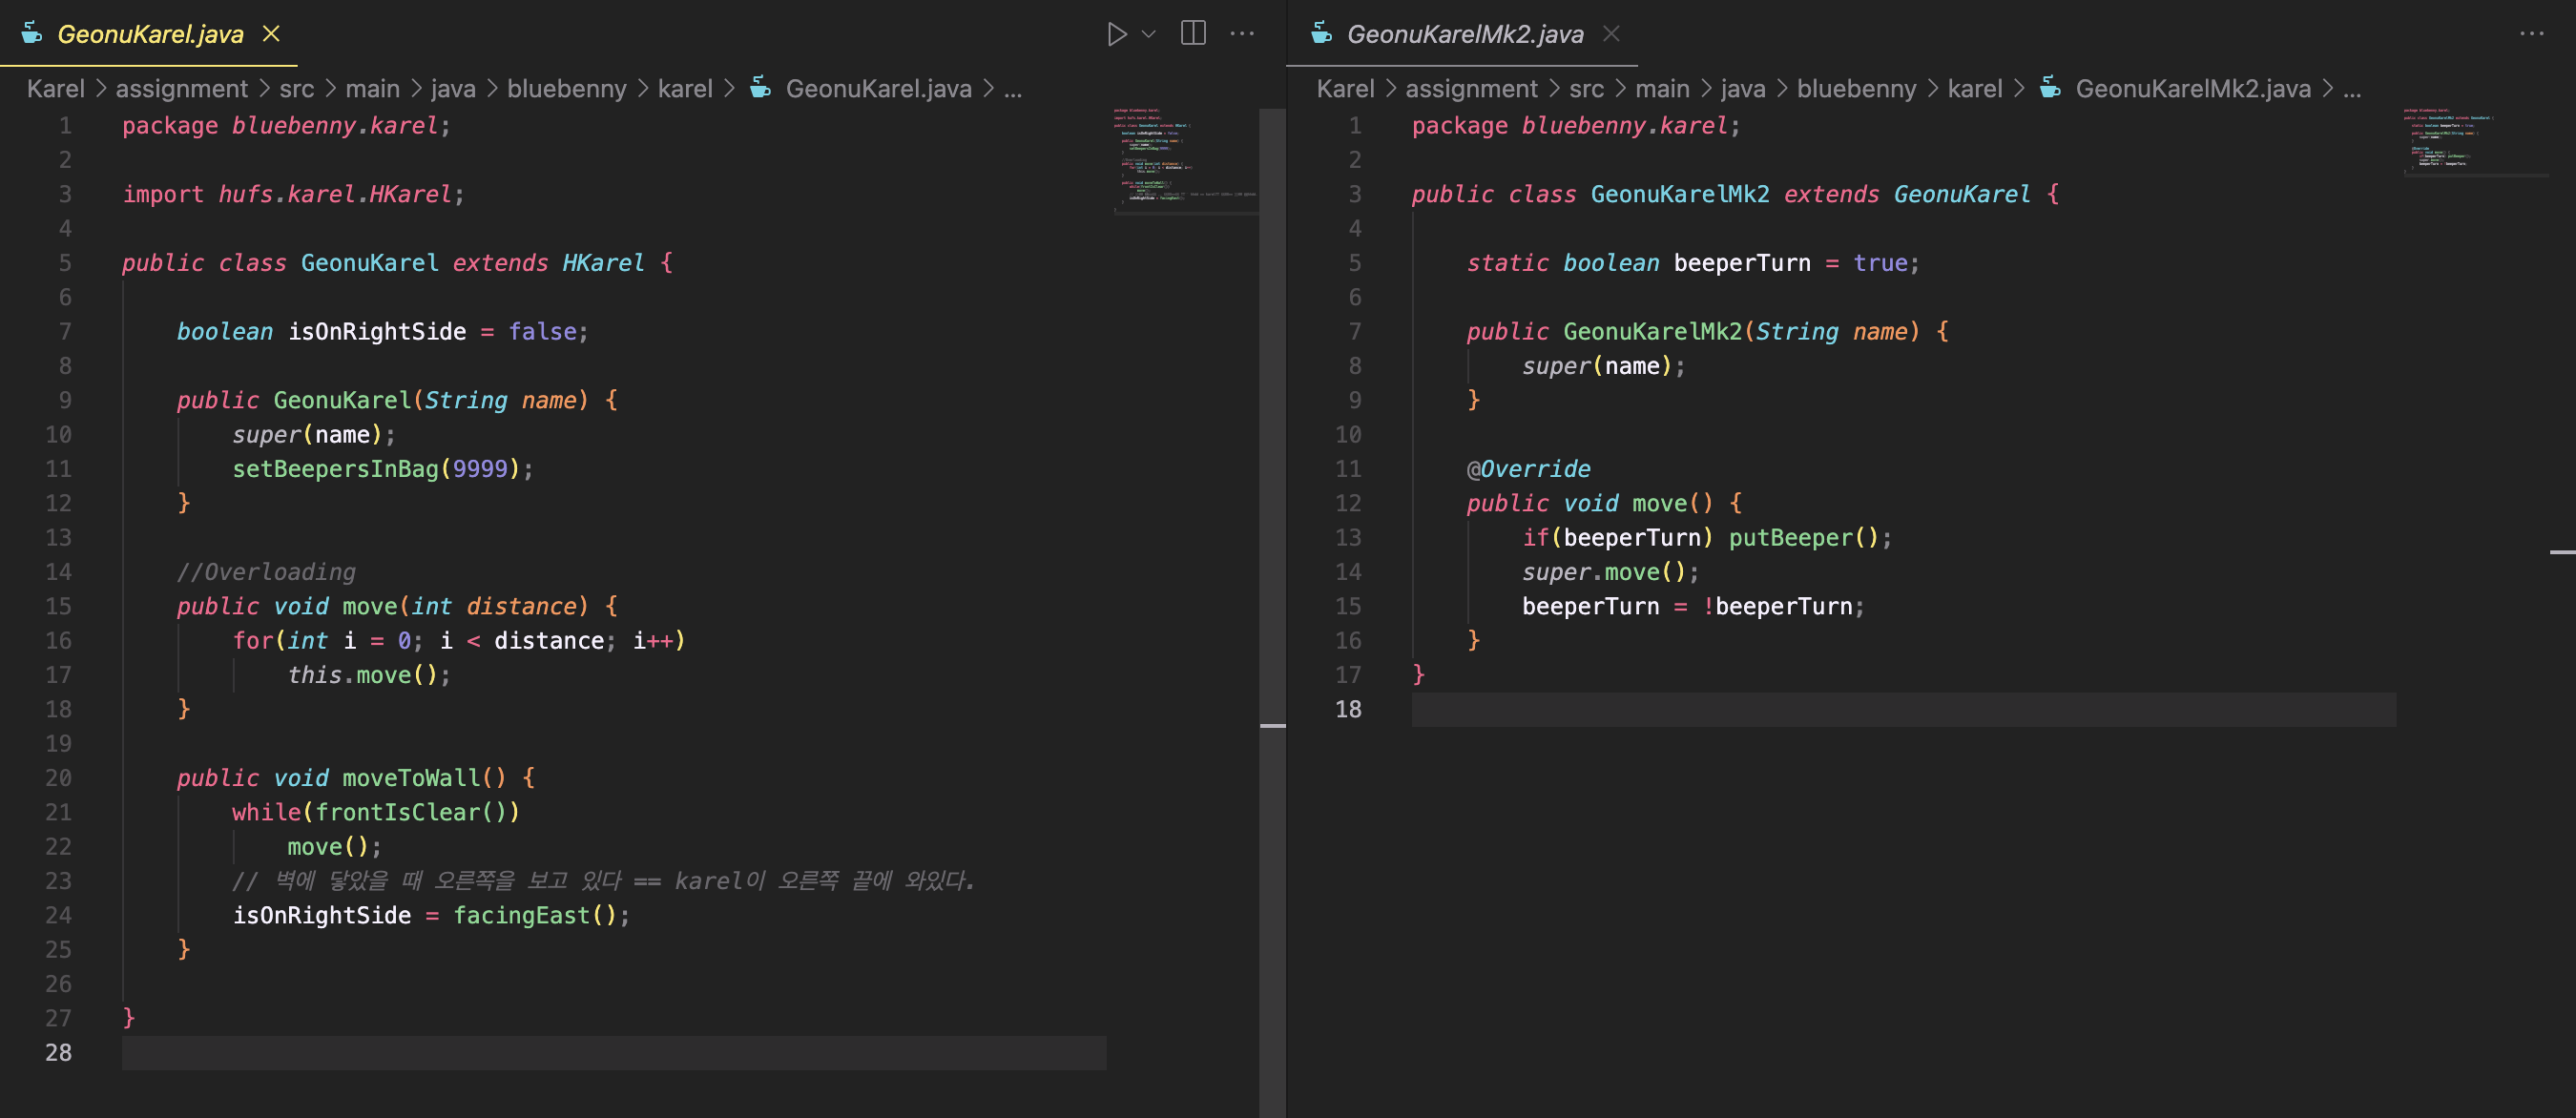 GeonuKarel.java
Karel > assignment > src > main > java > bluebenny > karel > GeonuKarel.java > ...
1 package bluebenny.karel;
2
3 import hufs.karel.HKarel;
4
5 public class GeonuKarel extends HKarel {
6
7 boolean isOnRightSide = false;
8
9 public GeonuKarel(String name) {
10 super(name);
11 setBeepersInBag(9999);
12 }
13
14 //Overloading
15 public void move(int distance) {
16 for(int i = 0; i < distance; i++)
17 this.move();
18 }
19
20 public void moveToWall() {
21 while(frontIsClear())
22 move();
23 // 벽에 닿았을 때 오른쪽을 보고 있다 == karel이 오른쪽 끝에 와있다.
24 isOnRightSide = facingEast();
25 }
26
27 }
28
GeonuKarelMk2.java
Karel > assignment > src > main > java > bluebenny > karel > GeonuKarelMk2.java > ...
1 package bluebenny.karel;
2
3 public class GeonuKarelMk2 extends GeonuKarel {
4
5 static boolean beeperTurn = true;
6
7 public GeonuKarelMk2(String name) {
8 super(name);
9 }
10
11 @Override
12 public void move() {
13 if(beeperTurn) putBeeper();
14 super.move();
15 beeperTurn = !beeperTurn;
16 }
17 }
18